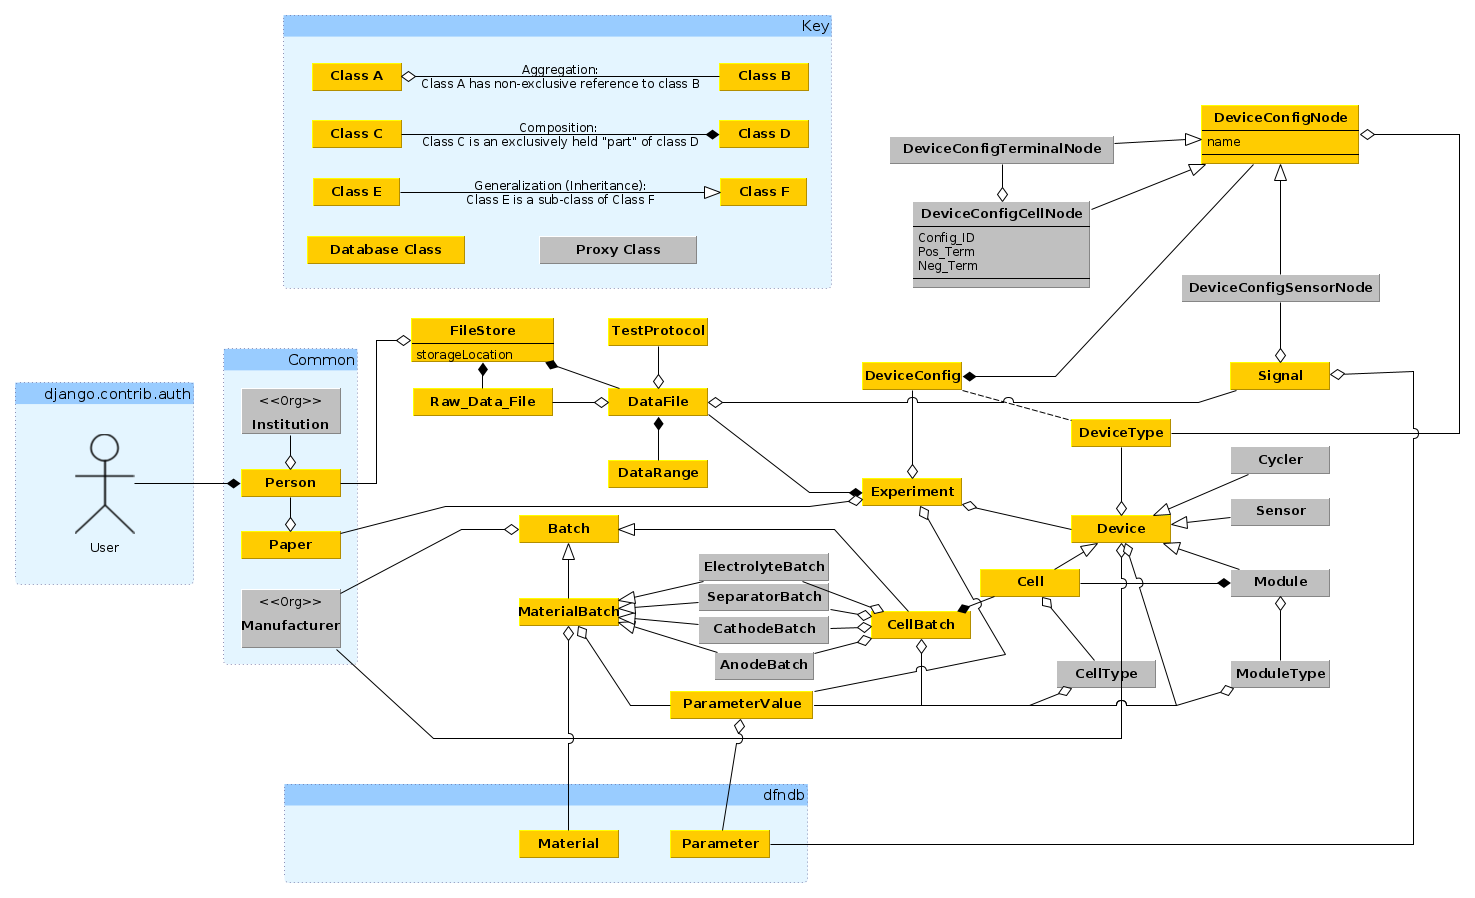 Key
Class A
Aggregation:
Class A has non-exclusive reference to class B
Class B
Class C
Composition:
Class C is an exclusively held "part" of class D
Class D
Class E
Generalization (Inheritance):
Class E is a sub-class of Class F
Class F
Database Class
Proxy Class
DeviceConfigNode
name
DeviceConfigTerminalNode
DeviceConfigCellNode
Config_ID
Pos_Term
Neg_Term
DeviceConfigSensorNode
FileStore
storageLocation
TestProtocol
Common
django.contrib.auth
<<Org>>
Institution
Raw_Data_File
DataFile
DeviceConfig
Signal
DeviceType
Cycler
DataRange
Person
Experiment
Sensor
Batch
Device
Paper
User
ElectrolyteBatch
Cell
Module
<<Org>>
Manufacturer
MaterialBatch
SeparatorBatch
CathodeBatch
CellBatch
AnodeBatch
CellType
ModuleType
ParameterValue
dfndb
Material
Parameter